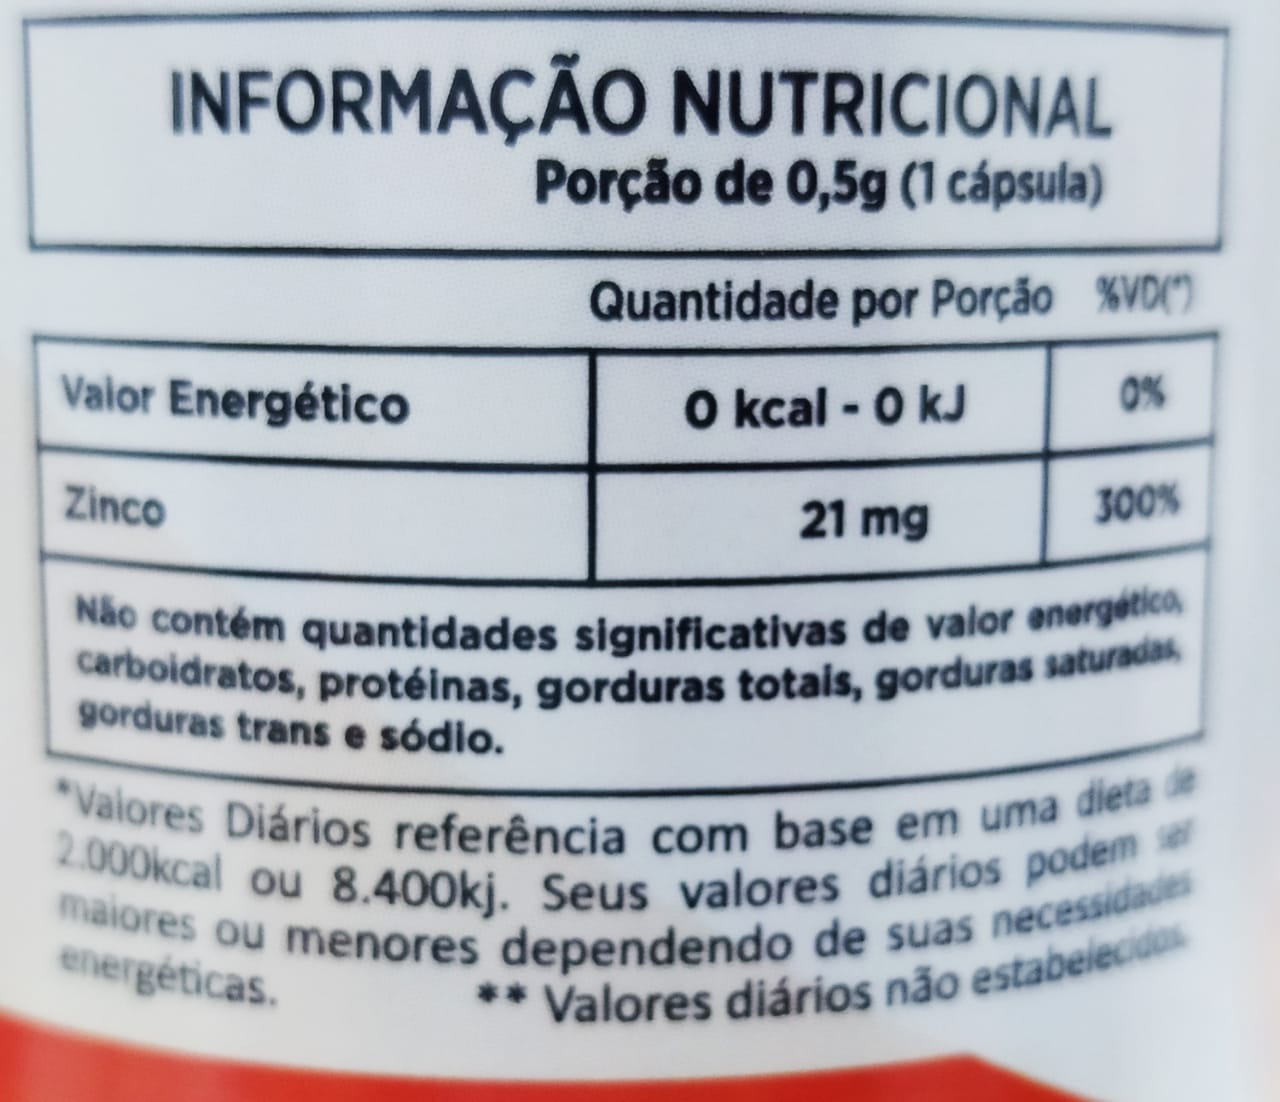 INFORMAÇÃO NUTRICIONAL
Porção de 0,5g (1 cápsula)
Quantidade por Porção %VD(*)
Valor Energético 0 kcal - 0 kJ 0%
Zinco 21 mg 300%
Não contém quantidades significativas de valor energético,
carboidratos, protéinas, gorduras totais, gorduras saturadas,
gorduras trans e sódio.
*Valores Diários referência com base em uma dieta de
2.000kcal ou 8.400kj. Seus valores diários podem ser
maiores ou menores dependendo de suas necessidades
energéticas. ** Valores diários não estabelecidos.